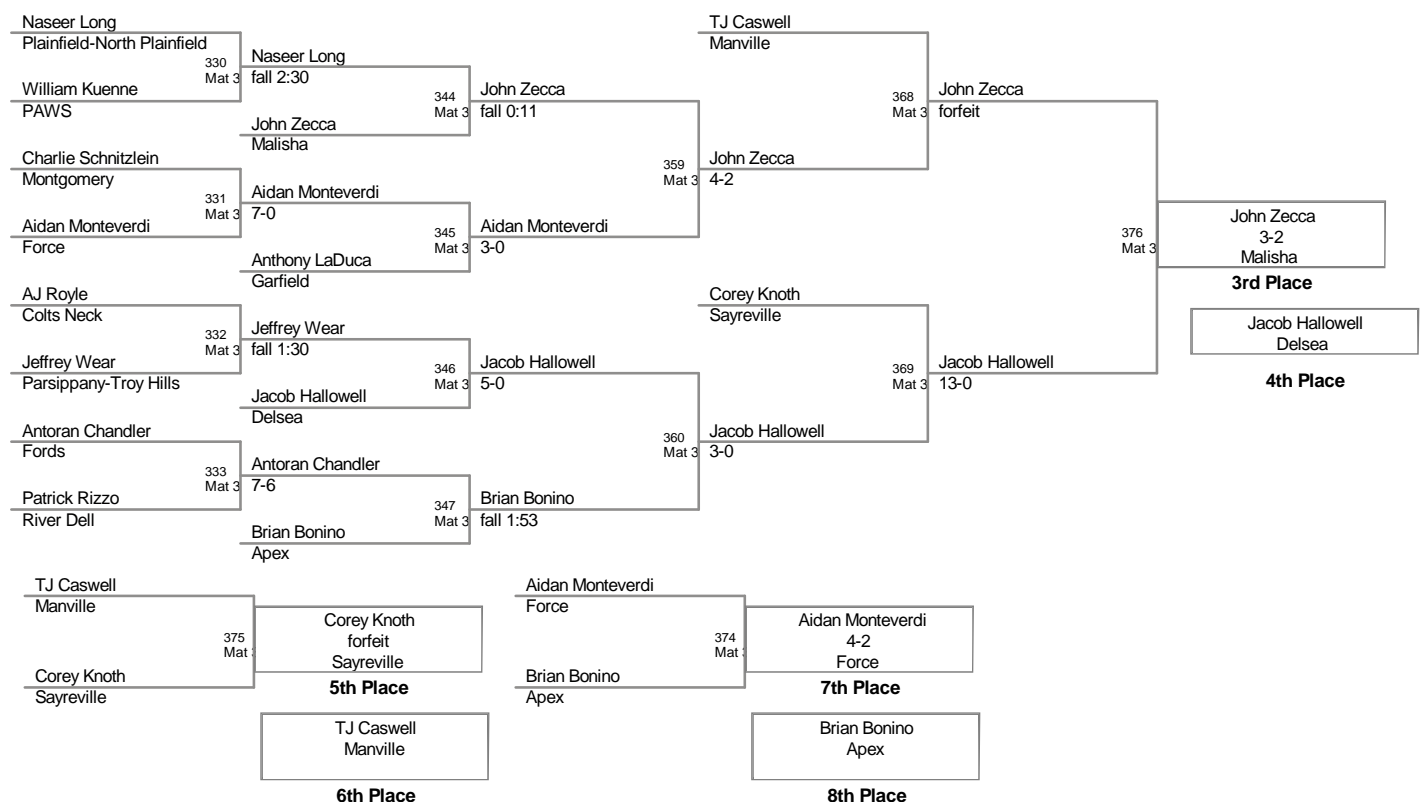 Naseer Long
Plainfield-North Plainfield
330
Mat 3
William Kuenne
PAWS
Naseer Long
fall 2:30
344
Mat 3
John Zecca
Malisha
Charlie Schnitzlein
Montgomery
331
Mat 3
Aidan Monteverdi
Force
Aidan Monteverdi
7-0
345
Mat 3
Anthony LaDuca
Garfield
AJ Royle
Colts Neck
332
Mat 3
Jeffrey Wear
Parsippany-Troy Hills
Jeffrey Wear
fall 1:30
346
Mat 3
Jacob Hallowell
Delsea
Antoran Chandler
Fords
333
Mat 3
Patrick Rizzo
River Dell
Antoran Chandler
7-6
347
Mat 3
Brian Bonino
Apex
John Zecca
fall 0:11
359
Mat 3
Aidan Monteverdi
3-0
Jacob Hallowell
5-0
360
Mat 3
Brian Bonino
fall 1:53
TJ Caswell
Manville
368
Mat 3
John Zecca
4-2
Corey Knoth
Sayreville
369
Mat 3
Jacob Hallowell
3-0
John Zecca
forfeit
376
Mat 3
Jacob Hallowell
13-0
John Zecca
3-2
Malisha
3rd Place
Jacob Hallowell
Delsea
4th Place
TJ Caswell
Manville
375
Mat
Corey Knoth
Sayreville
Corey Knoth
forfeit
Sayreville
5th Place
TJ Caswell
Manville
6th Place
Aidan Monteverdi
Force
374
Mat
Brian Bonino
Apex
Aidan Monteverdi
4-2
Force
7th Place
Brian Bonino
Apex
8th Place